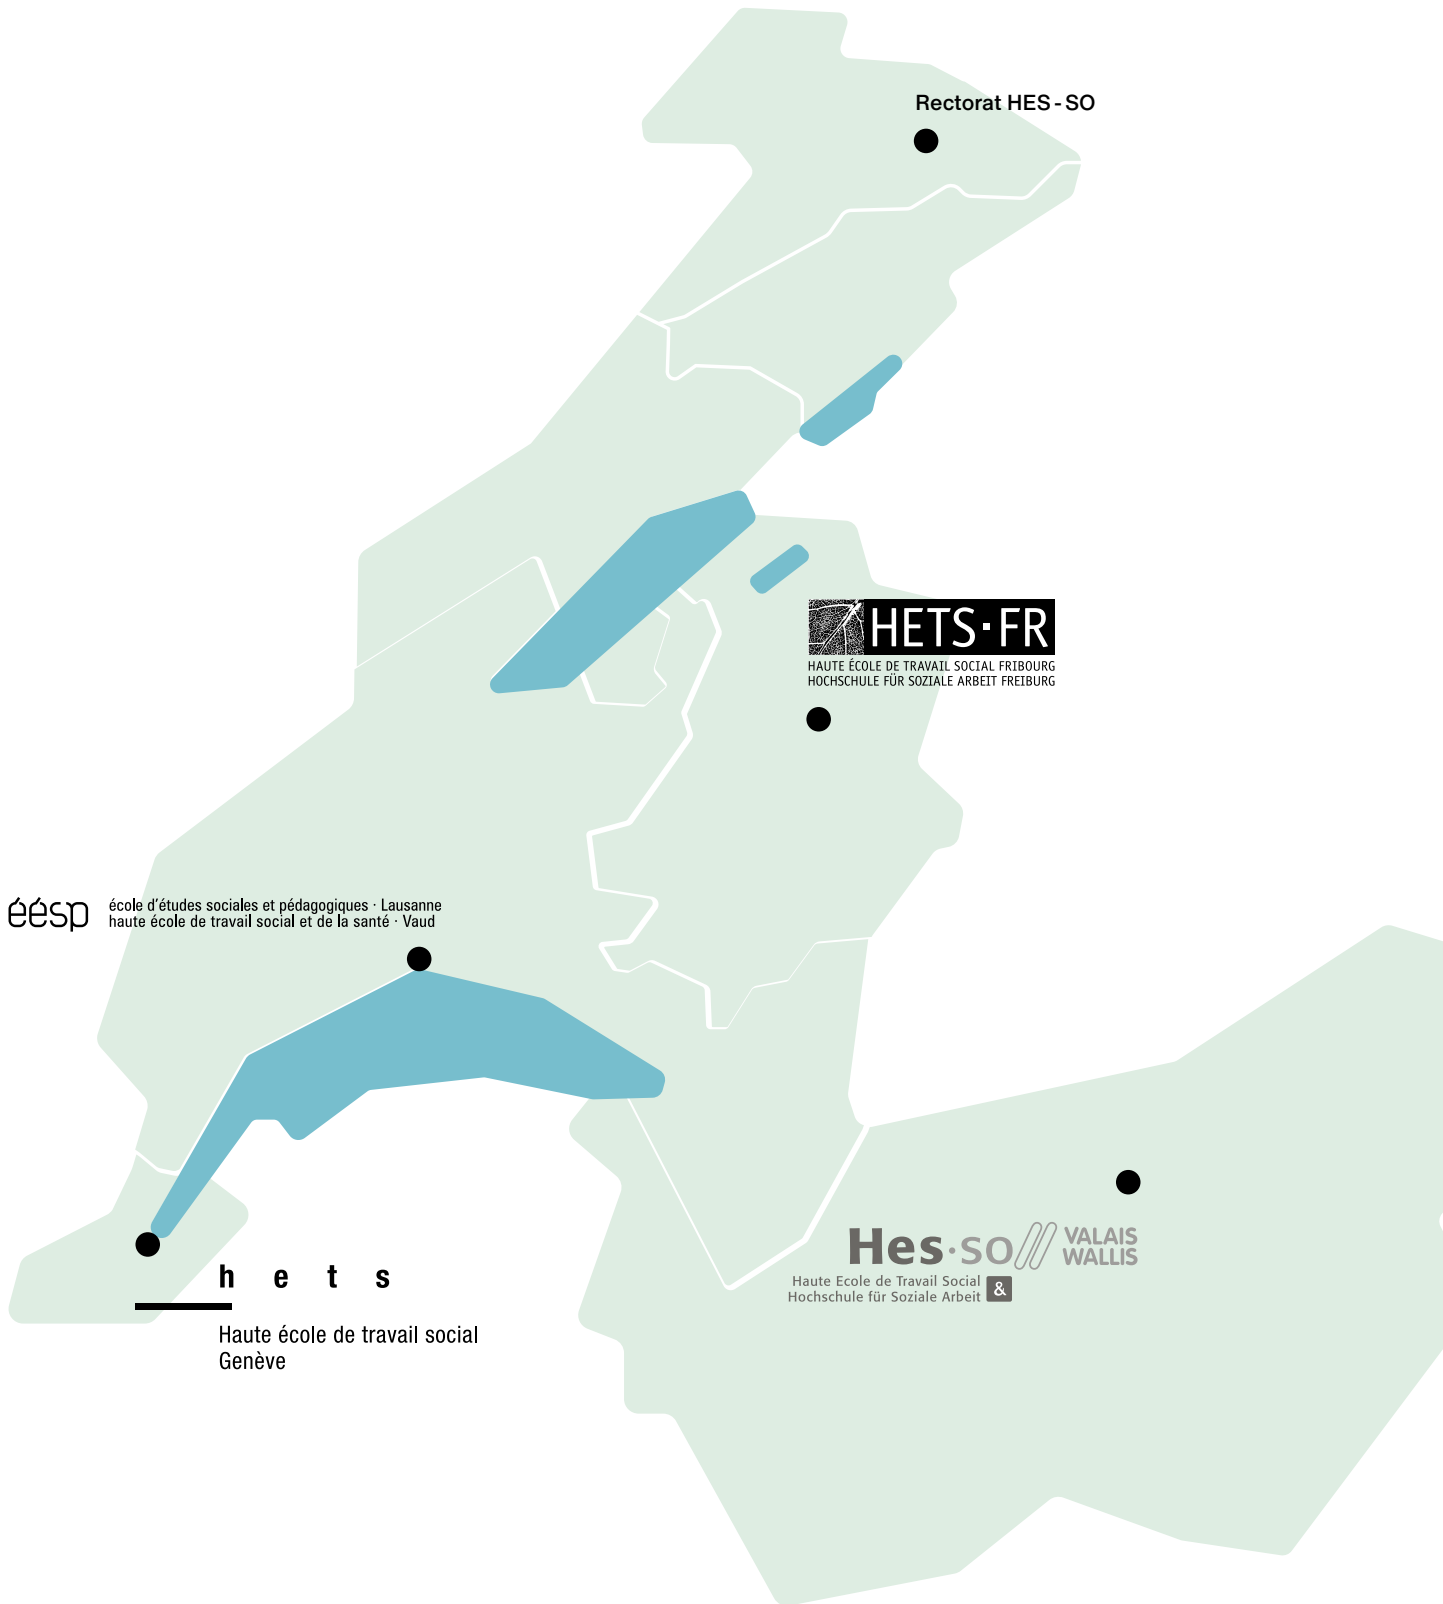 Rectorat HES-SO
HETS·FR
HAUTE ÉCOLE DE TRAVAIL SOCIAL FRIBOURG
HOCHSCHULE FÜR SOZIALE ARBEIT FREIBURG
éésp
école d'études sociales et pédagogiques · Lausanne
haute école de travail social et de la santé · Vaud
Hes·so
VALAIS
WALLIS
Haute Ecole de Travail Social
Hochschule für Soziale Arbeit
&
h e t s
Haute école de travail social
Genève